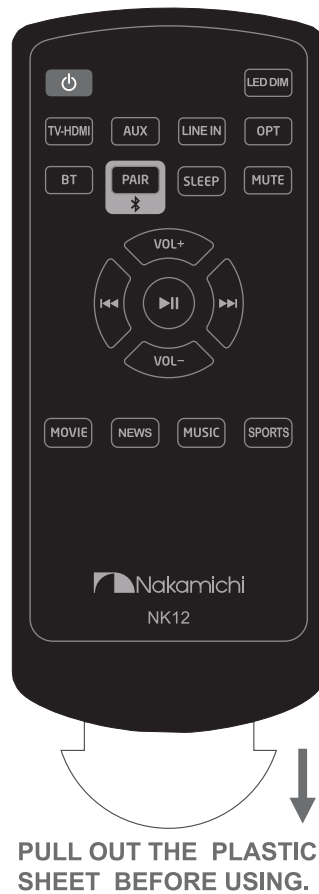 LED DIM
TV-HDMI AUX LINE IN OPT
BT PAIR SLEEP MUTE
VOL+
VOL-
MOVIE NEWS MUSIC SPORTS
Nakamichi
NK12
PULL OUT THE PLASTIC
SHEET BEFORE USING.